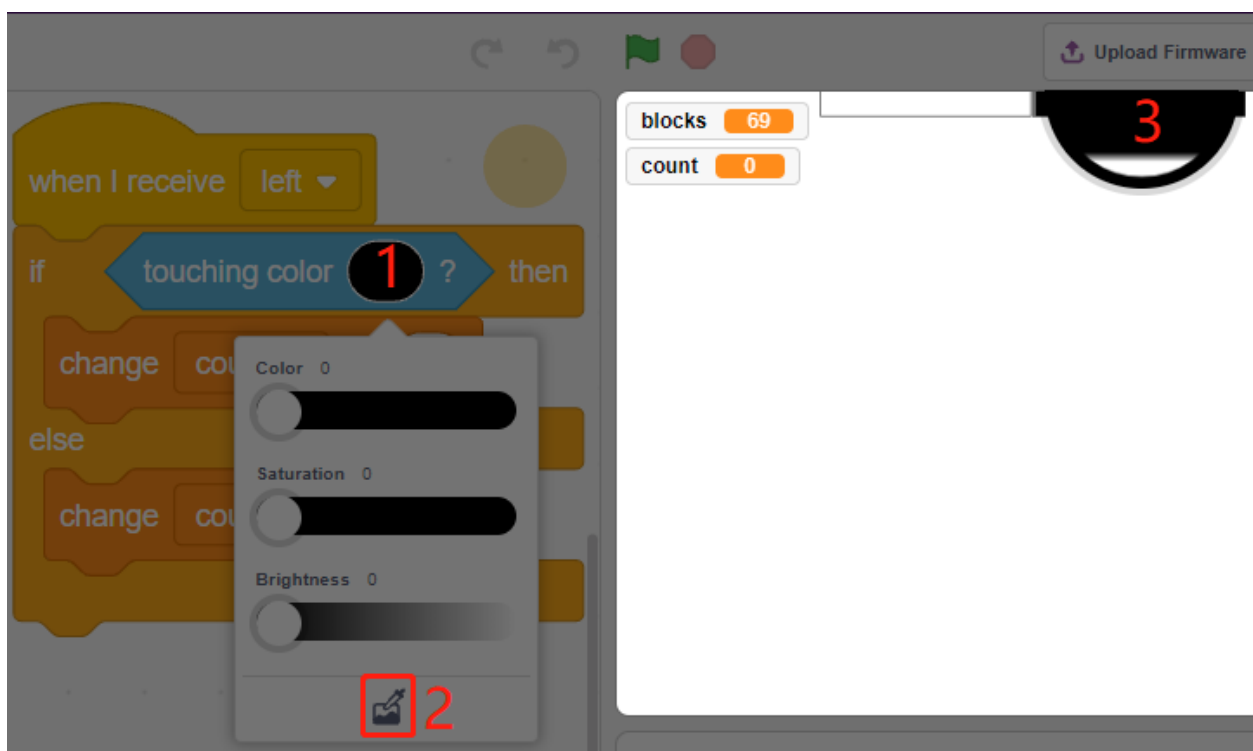 Upload Firmware
when I receive left
if touching color 1 ? then
change cou
else
change cou
Color 0
Saturation 0
Brightness 0
2
blocks 69
count 0
3